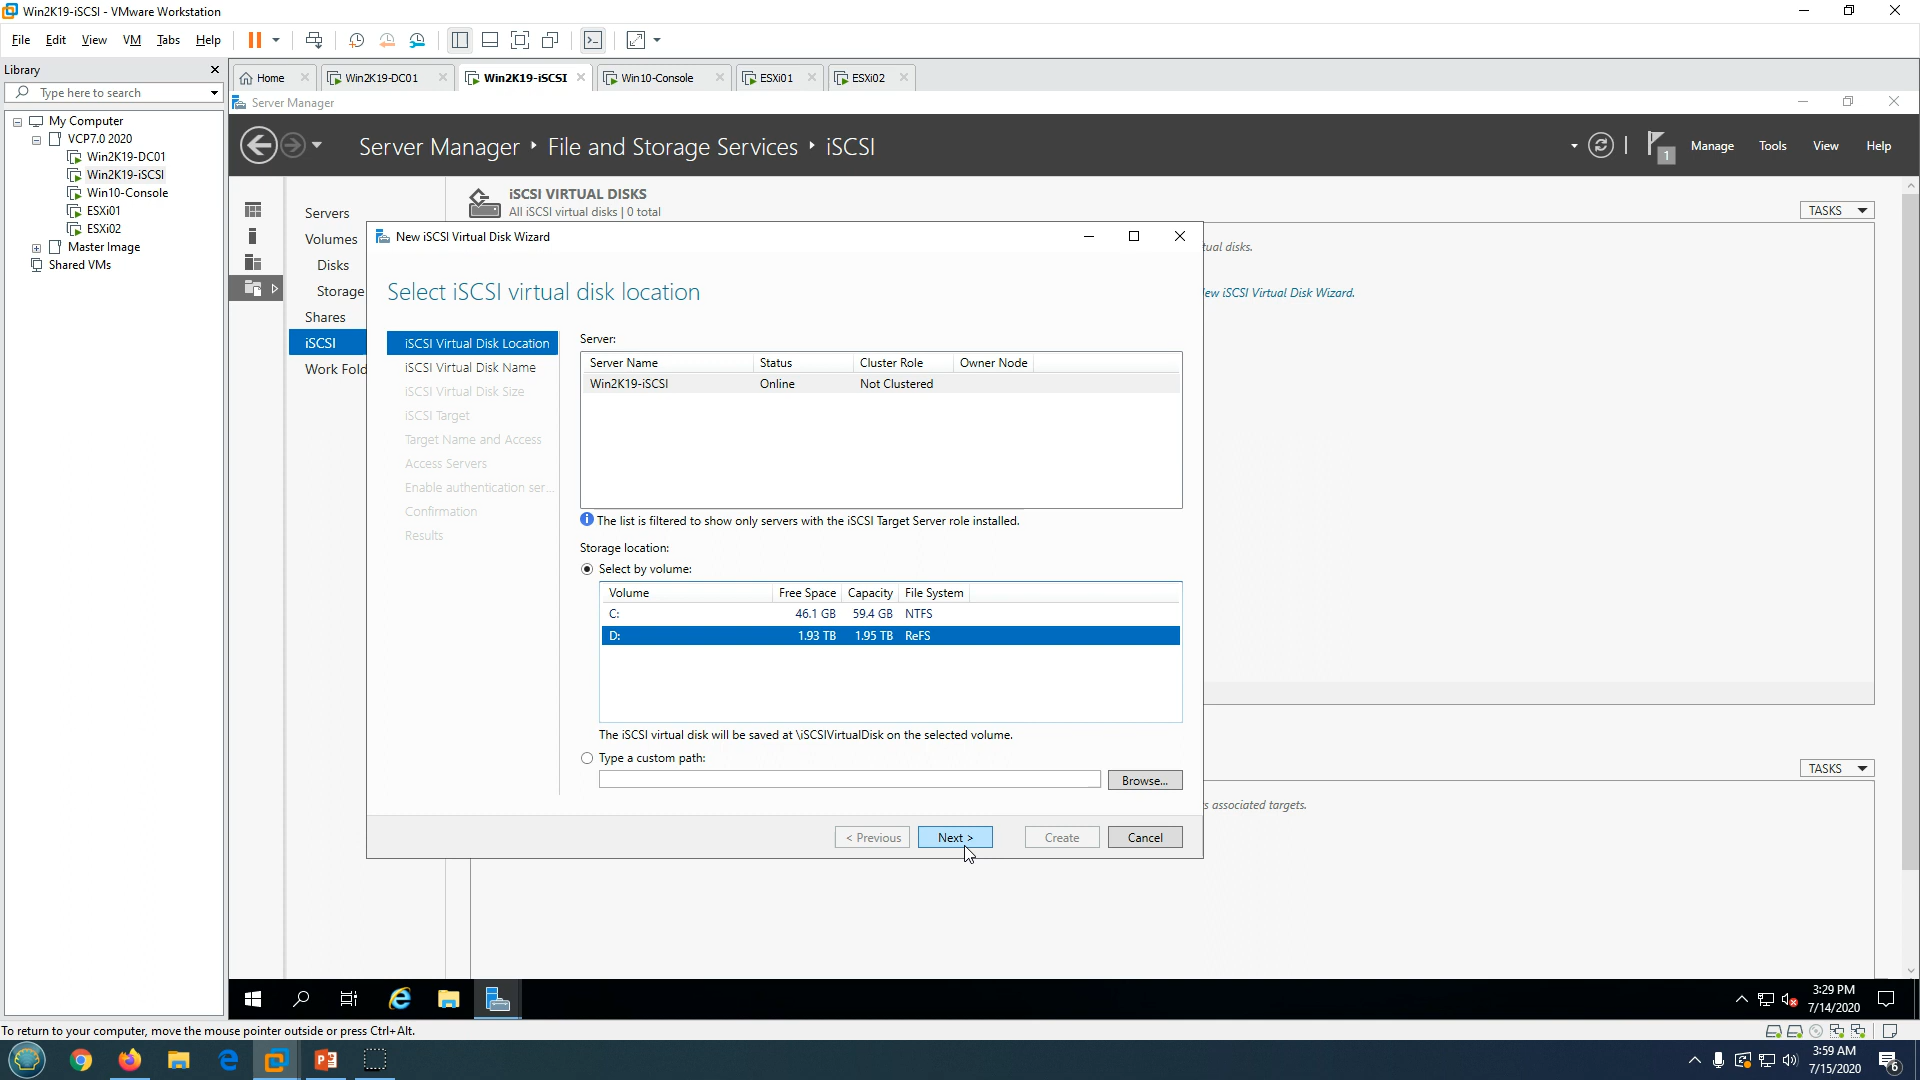 Win2K19-iSCSI - VMware Workstation
File Edit View VM Tabs Help
Library
Type here to search
My Computer
VCP7.0 2020
Win2K19-DC01
Win2K19-iSCSI
Win10-Console
ESXi01
ESXi02
Master Image
Shared VMs
Home Win2K19-DC01 Win2K19-iSCSI Win10-Console ESXi01 ESXi02
Server Manager
Server Manager File and Storage Services iSCSI
1 Manage Tools View Help
Servers
Volumes
Disks
Storage
Shares
iSCSI
Work Fold
iSCSI VIRTUAL DISKS
All iSCSI virtual disks | 0 total
TASKS
tual disks.
ew iSCSI Virtual Disk Wizard.
TASKS
s associated targets.
New iSCSI Virtual Disk Wizard
Select iSCSI virtual disk location
iSCSI Virtual Disk Location
iSCSI Virtual Disk Name
iSCSI Virtual Disk Size
iSCSI Target
Target Name and Access
Access Servers
Enable authentication ser...
Confirmation
Results
Server:
Server Name Status Cluster Role Owner Node
Win2K19-iSCSI Online Not Clustered
The list is filtered to show only servers with the iSCSI Target Server role installed.
Storage location:
Select by volume:
Volume Free Space Capacity File System
C: 46.1 GB 59.4 GB NTFS
D: 1.93 TB 1.95 TB ReFS
The iSCSI virtual disk will be saved at \iSCSIVirtualDisk on the selected volume.
Type a custom path:
Browse...
< Previous Next > Create Cancel
3:29 PM
7/14/2020
To return to your computer, move the mouse pointer outside or press Ctrl+Alt.
3:59 AM
7/15/2020
6